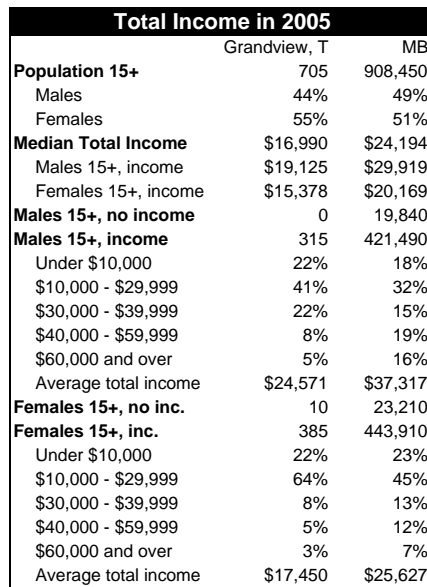 Total Income in 2005
Grandview, T MB
Population 15+ 705 908,450
Males 44% 49%
Females 55% 51%
Median Total Income $16,990 $24,194
Males 15+, income $19,125 $29,919
Females 15+, income $15,378 $20,169
Males 15+, no income 0 19,840
Males 15+, income 315 421,490
Under $10,000 22% 18%
$10,000 - $29,999 41% 32%
$30,000 - $39,999 22% 15%
$40,000 - $59,999 8% 19%
$60,000 and over 5% 16%
Average total income $24,571 $37,317
Females 15+, no inc. 10 23,210
Females 15+, inc. 385 443,910
Under $10,000 22% 23%
$10,000 - $29,999 64% 45%
$30,000 - $39,999 8% 13%
$40,000 - $59,999 5% 12%
$60,000 and over 3% 7%
Average total income $17,450 $25,627